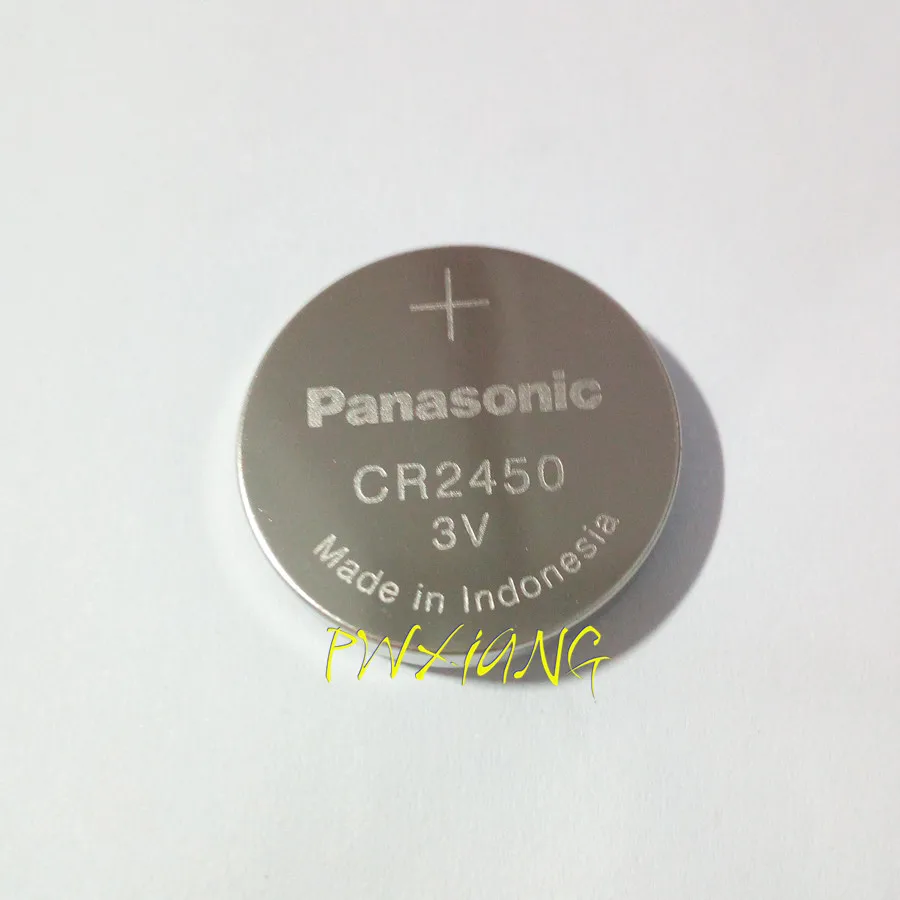 +
Panasonic
CR2450
3V
Made in Indonesia
PWXiANG